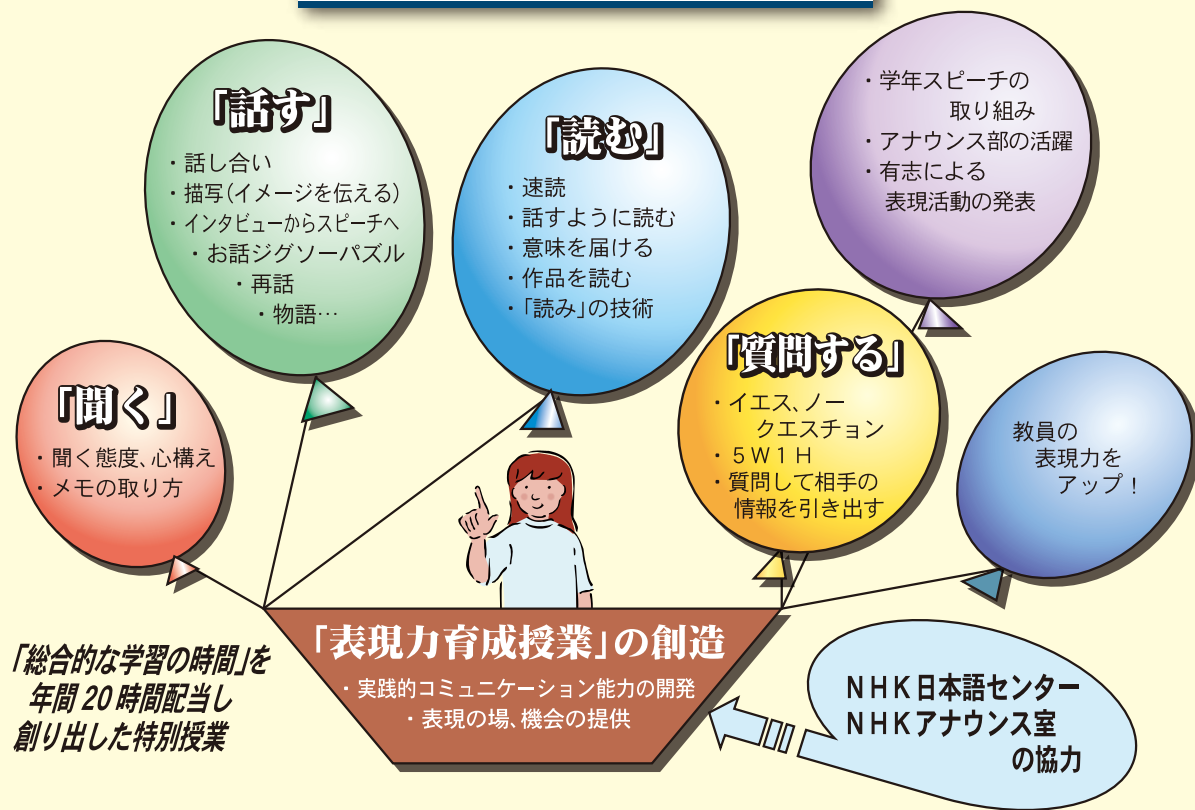 「話す」
・話し合い
・描写（イメージを伝える）
・インタビューからスピーチへ
・お話ジグソーパズル
・再話
・物語…
「読む」
・速読
・話すように読む
・意味を届ける
・作品を読む
・「読み」の技術
・学年スピーチの
取り組み
・アナウンス部の活躍
・有志による
表現活動の発表
「聞く」
・聞く態度、心構え
・メモの取り方
「質問する」
・イエス、ノー
クエスチョン
・５Ｗ１Ｈ
・質問して相手の
情報を引き出す
教員の
表現力を
アップ！
「表現力育成授業」の創造
・実践的コミュニケーション能力の開発
・表現の場、機会の提供
「総合的な学習の時間」を
年間 20 時間配当し
創り出した特別授業
ＮＨＫ日本語センター
ＮＨＫアナウンス室
の協力